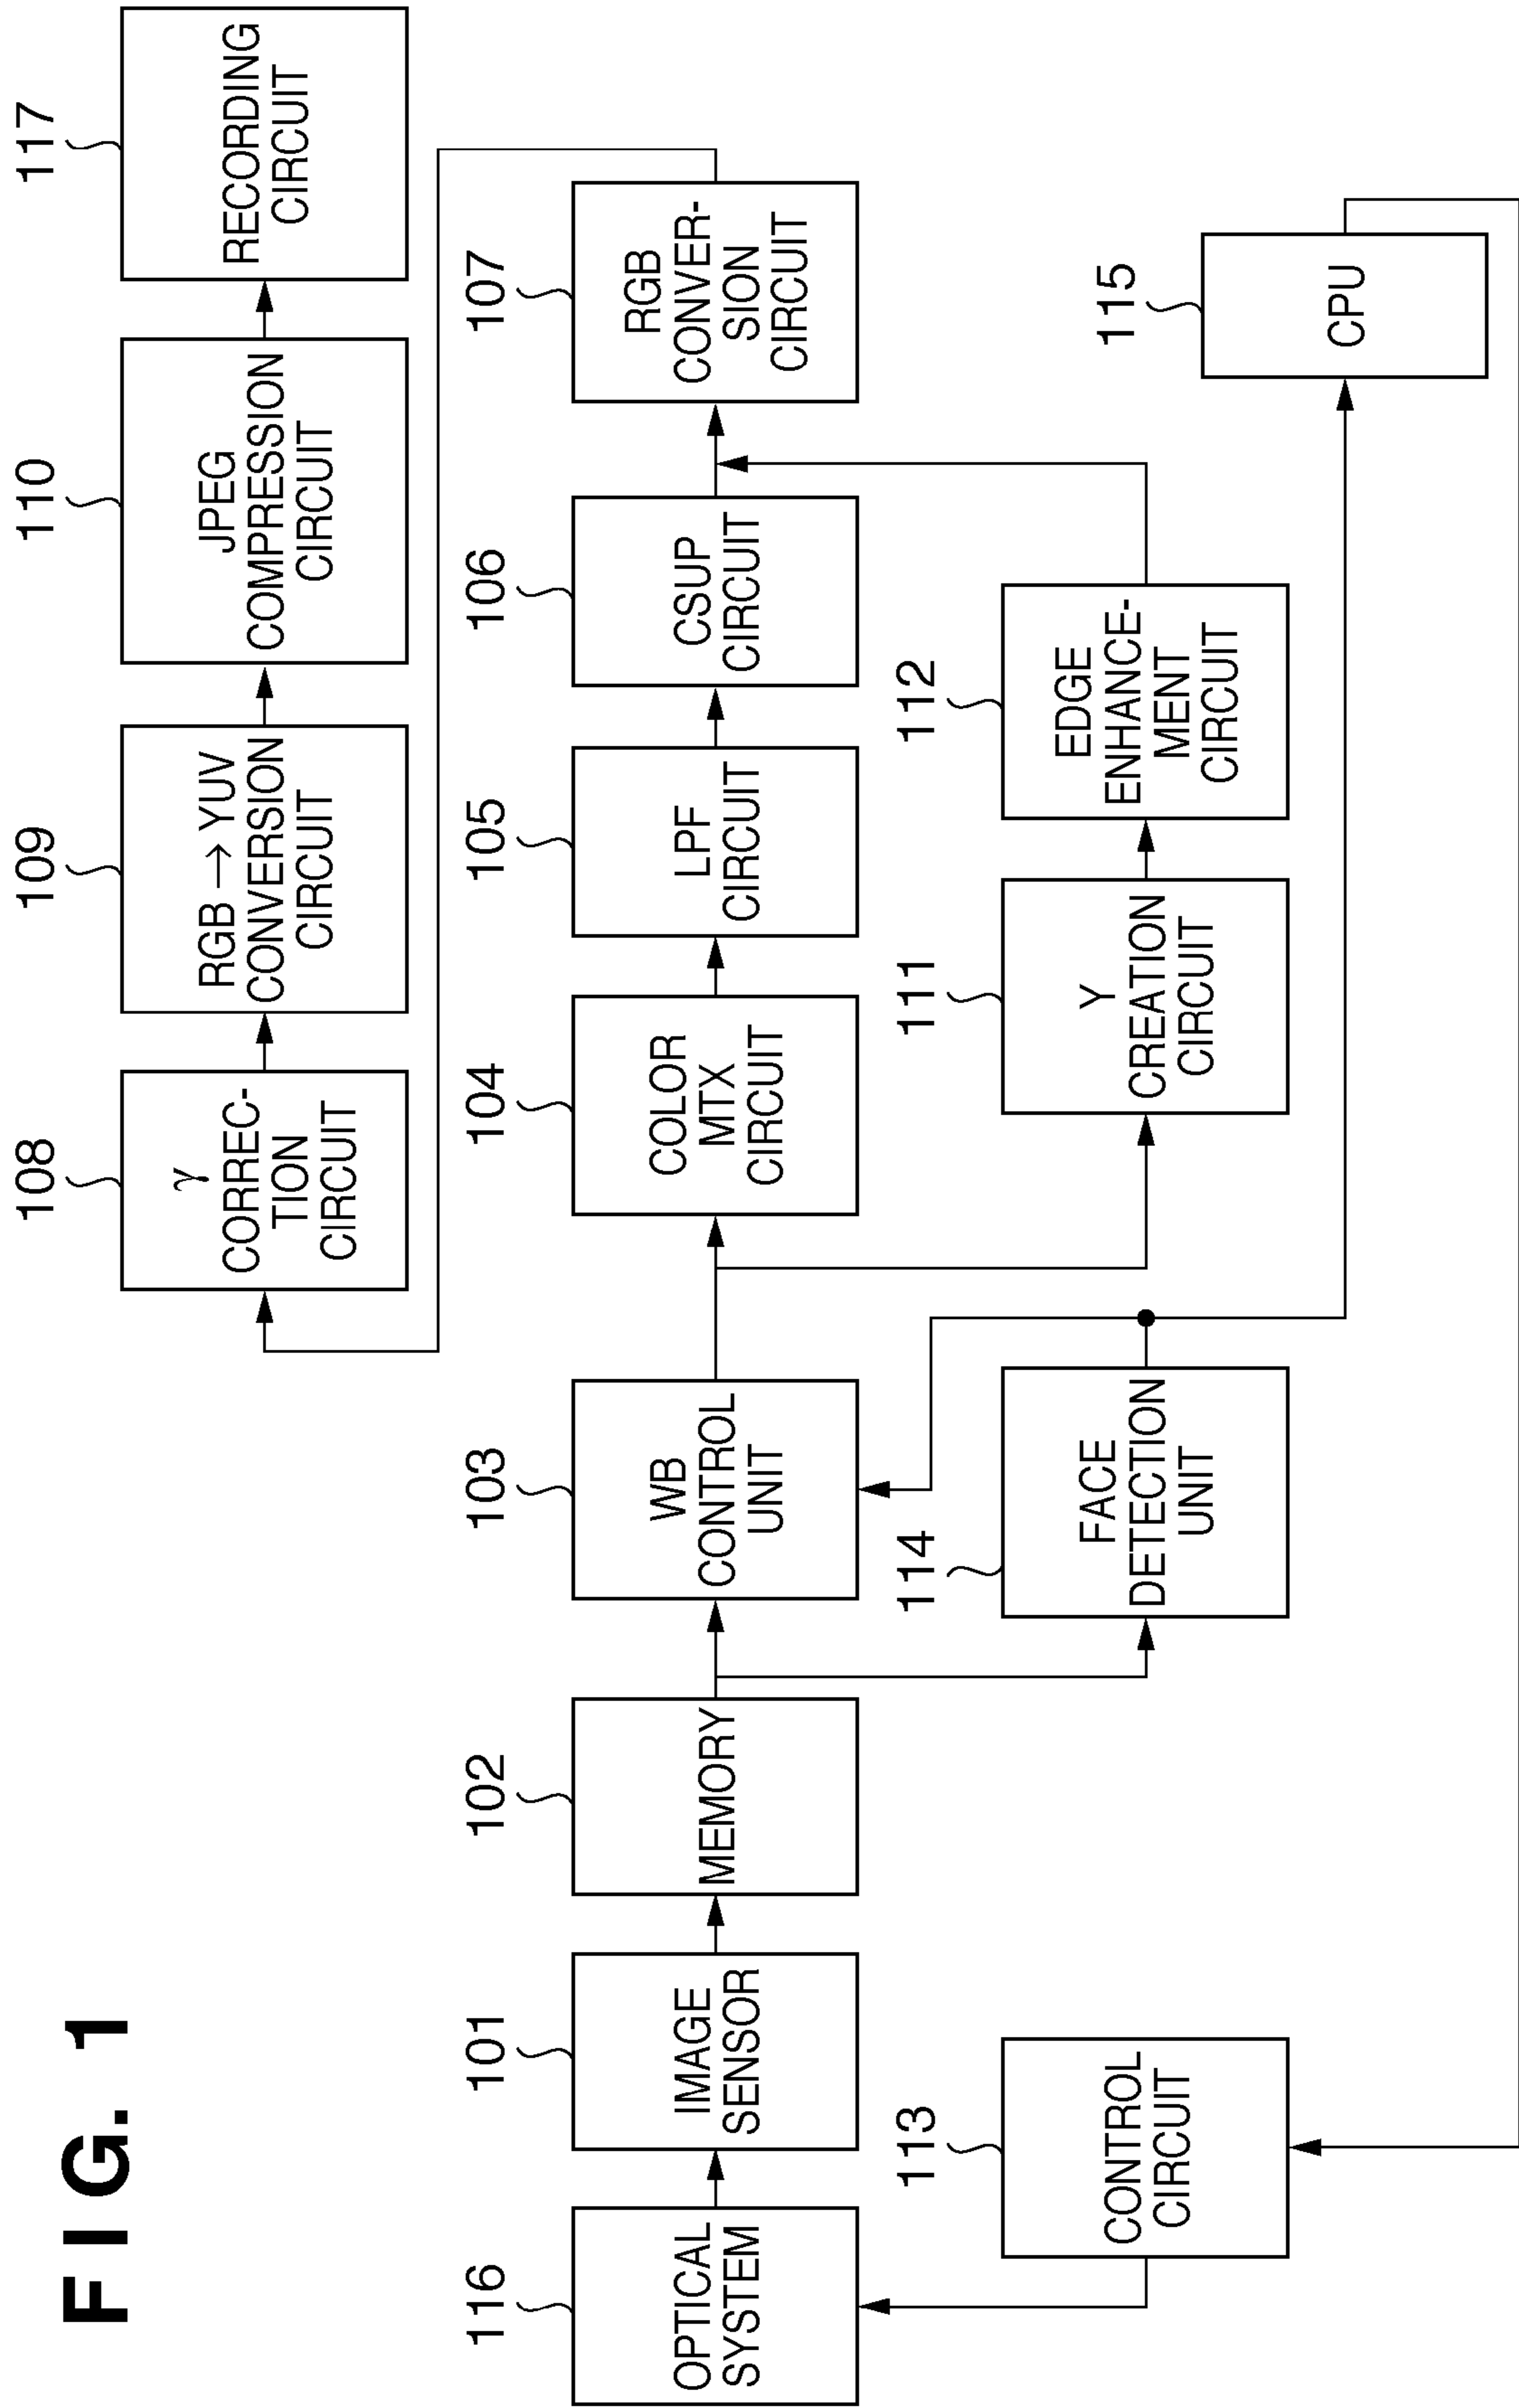 FIG. 1
108
γ
CORREC-
TION
CIRCUIT
109
RGB→YUV
CONVERSION
CIRCUIT
110
JPEG
COMPRESSION
CIRCUIT
117
RECORDING
CIRCUIT
116
OPTICAL
SYSTEM
101
IMAGE
SENSOR
102
MEMORY
103
WB
CONTROL
UNIT
104
COLOR
MTX
CIRCUIT
105
LPF
CIRCUIT
106
CSUP
CIRCUIT
107
RGB
CONVER-
SION
CIRCUIT
113
CONTROL
CIRCUIT
114
FACE
DETECTION
UNIT
111
Y
CREATION
CIRCUIT
112
EDGE
ENHANCE-
MENT
CIRCUIT
115
CPU